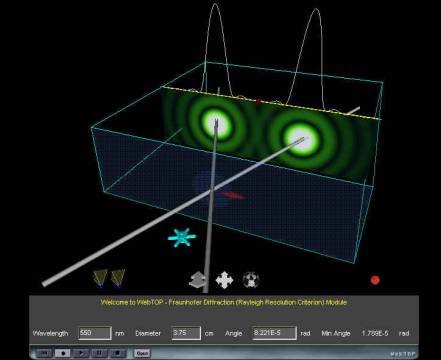 Welcome to WebTOP - Fraunhofer Diffraction (Rayleigh Resolution Criterion) Module
Wavelength 550 nm Diameter 3.75 cm Angle 8.221E-5 rad Min Angle 1.789E-5 rad
Open WebTOP